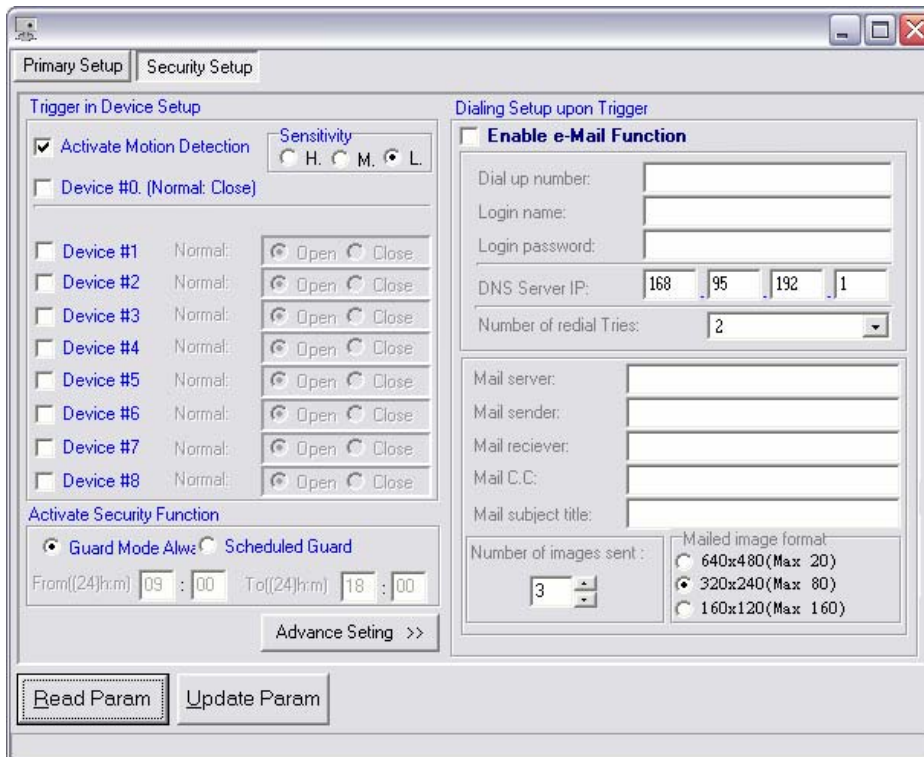 Primary Setup Security Setup
Trigger in Device Setup
Activate Motion Detection
Sensitivity
H. M. L.
Device #0. (Normal: Close)
Device #1 Normal: Open Close
Device #2 Normal: Open Close
Device #3 Normal: Open Close
Device #4 Normal: Open Close
Device #5 Normal: Open Close
Device #6 Normal: Open Close
Device #7 Normal: Open Close
Device #8 Normal: Open Close
Activate Security Function
Guard Mode Alwa Scheduled Guard
From((24)h:m) 09 : 00 To((24)h:m) 18 : 00
Advance Seting >>
Dialing Setup upon Trigger
Enable e-Mail Function
Dial up number:
Login name:
Login password:
DNS Server IP: 168 . 95 . 192 . 1
Number of redial Tries: 2
Mail server:
Mail sender:
Mail reciever:
Mail C.C:
Mail subject title:
Number of images sent :
3
Mailed image format
640x480(Max 20)
320x240(Max 80)
160x120(Max 160)
Read Param Update Param